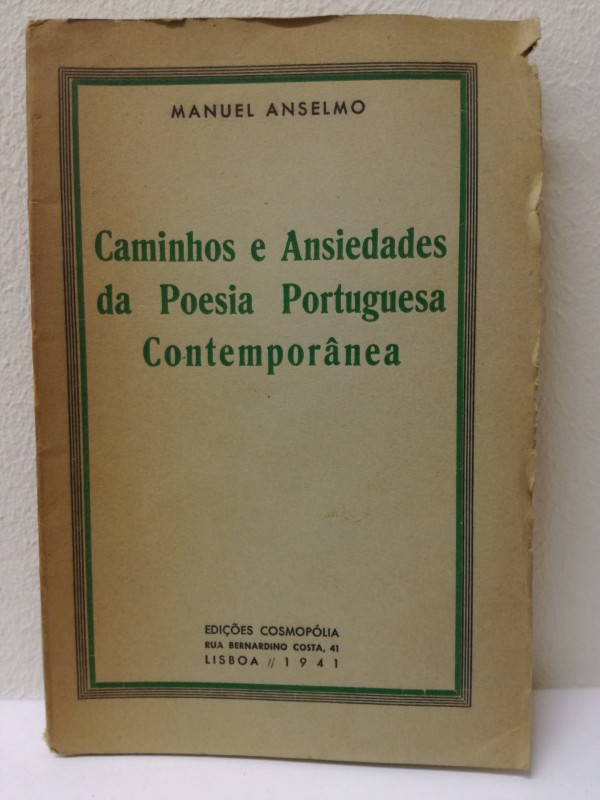 MANUEL ANSELMO
Caminhos e Ansiedades
da Poesia Portuguesa
Contemporânea
EDIÇÕES COSMOPÓLIA
RUA BERNARDINO COSTA, 41
LISBOA // 1941